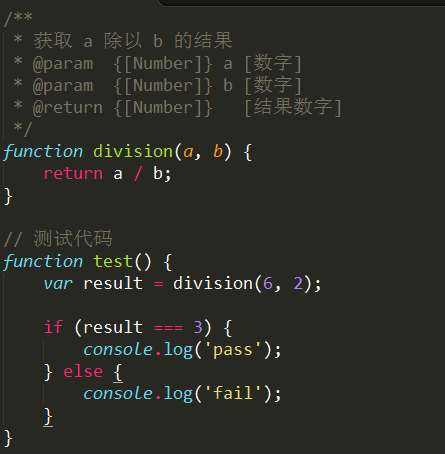 /**
 * 获取 a 除以 b 的结果
 * @param  {[Number]} a [数字]
 * @param  {[Number]} b [数字]
 * @return {[Number]}   [结果数字]
 */
function division(a, b) {
    return a / b;
}
// 测试代码
function test() {
    var result = division(6, 2);
    if (result === 3) {
        console.log('pass');
    } else {
        console.log('fail');
    }
}